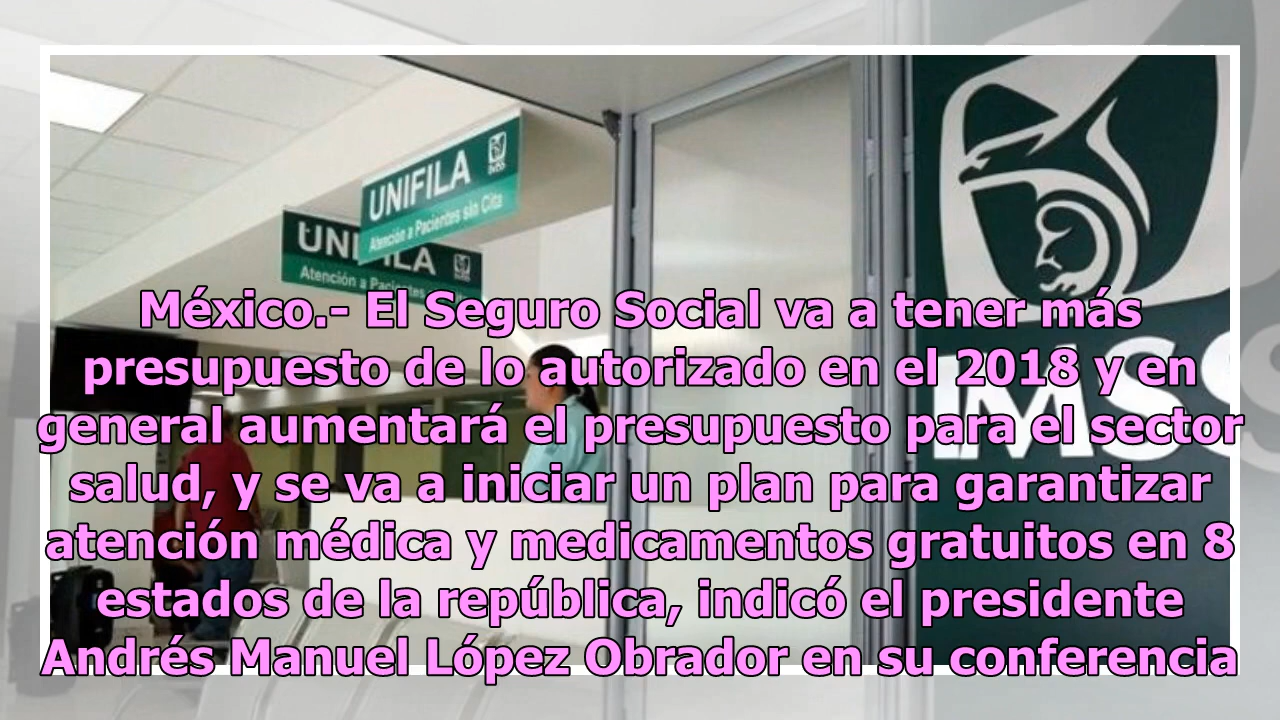 UNIFILA
IMSS
Atención a Pacientes sin Cita
UNIFILA
Atención a Pacientes
México.- El Seguro Social va a tener más
presupuesto de lo autorizado en el 2018 y en
general aumentará el presupuesto para el sector
salud, y se va a iniciar un plan para garantizar
atención médica y medicamentos gratuitos en 8
estados de la república, indicó el presidente
Andrés Manuel López Obrador en su conferencia
IMSS